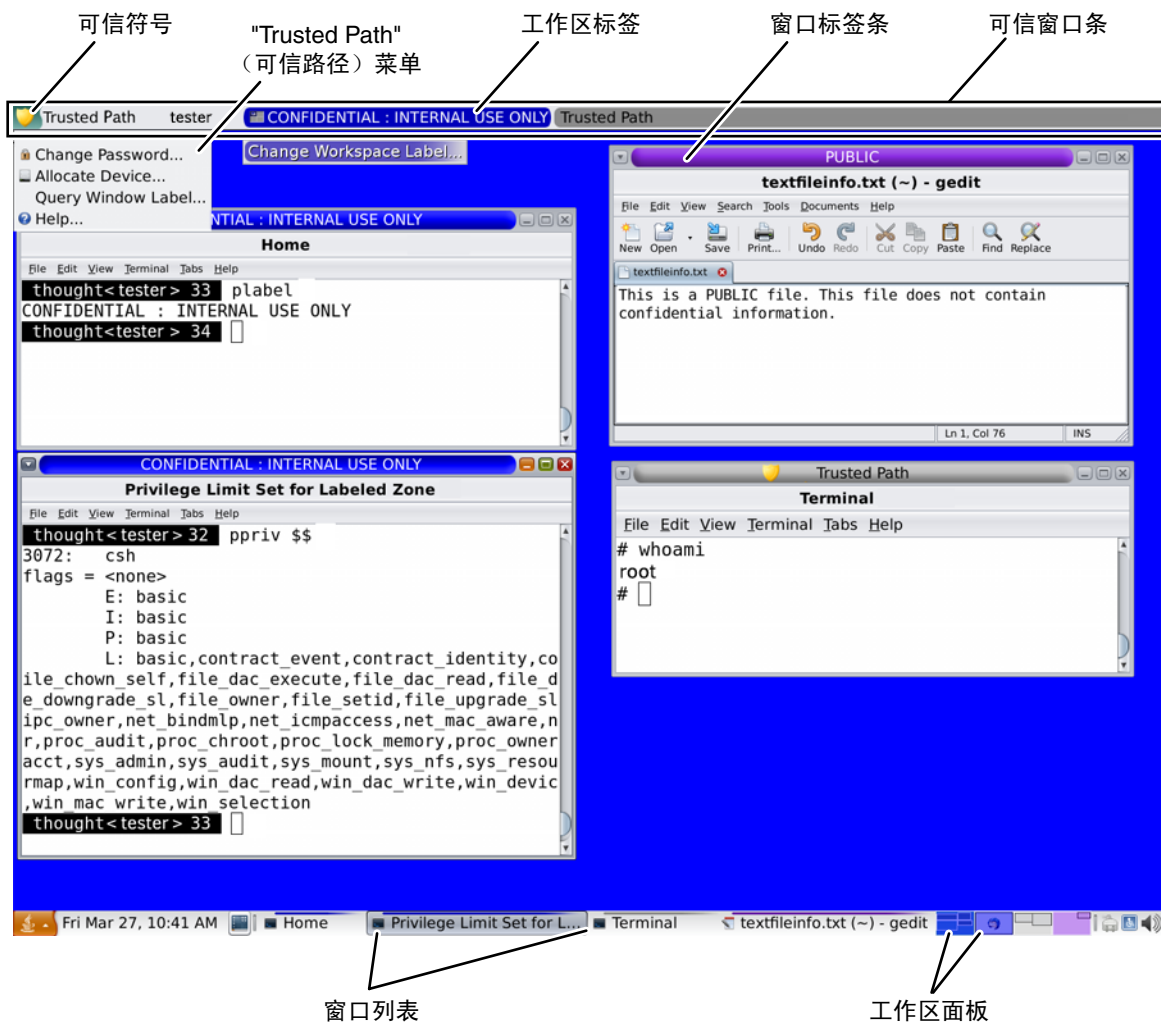 可信符号
"Trusted Path"
（可信路径）菜单
工作区标签
窗口标签条
可信窗口条
Trusted Path
tester
CONFIDENTIAL : INTERNAL USE ONLY
Trusted Path
Change Password...
Allocate Device...
Query Window Label...
Help...
Change Workspace Label...
NTIAL : INTERNAL USE ONLY
Home
File Edit View Terminal Tabs Help
thought<tester> 33 plabel
CONFIDENTIAL : INTERNAL USE ONLY
thought<tester > 34
CONFIDENTIAL : INTERNAL USE ONLY
Privilege Limit Set for Labeled Zone
File Edit View Terminal Tabs Help
thought<tester> 32 ppriv $$
3072: csh
flags = <none>
E: basic
I: basic
P: basic
L: basic,contract_event,contract_identity,co
ile_chown_self,file_dac_execute,file_dac_read,file_d
e_downgrade_sl,file_owner,file_setid,file_upgrade_sl
ipc_owner,net_bindmlp,net_icmpaccess,net_mac_aware,n
r,proc_audit,proc_chroot,proc_lock_memory,proc_owner
acct,sys_admin,sys_audit,sys_mount,sys_nfs,sys_resou
rmap,win_config,win_dac_read,win_dac_write,win_devic
,win_mac_write,win_selection
thought<tester> 33
PUBLIC
textfileinfo.txt (~) - gedit
File Edit View Search Tools Documents Help
New Open Save Print... Undo Redo Cut Copy Paste Find Replace
textfileinfo.txt
This is a PUBLIC file. This file does not contain
confidential information.
Ln 1, Col 76 INS
Trusted Path
Terminal
File Edit View Terminal Tabs Help
# whoami
root
#
Fri Mar 27, 10:41 AM
Home
Privilege Limit Set for L...
Terminal
textfileinfo.txt (~) - gedit
窗口列表
工作区面板